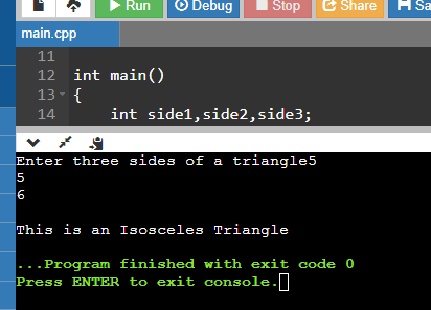 Run Debug Stop Share Sa
main.cpp
11
12 int main()
13 {
14 int side1,side2,side3;
Enter three sides of a triangle5
5
6
This is an Isosceles Triangle
...Program finished with exit code 0
Press ENTER to exit console.